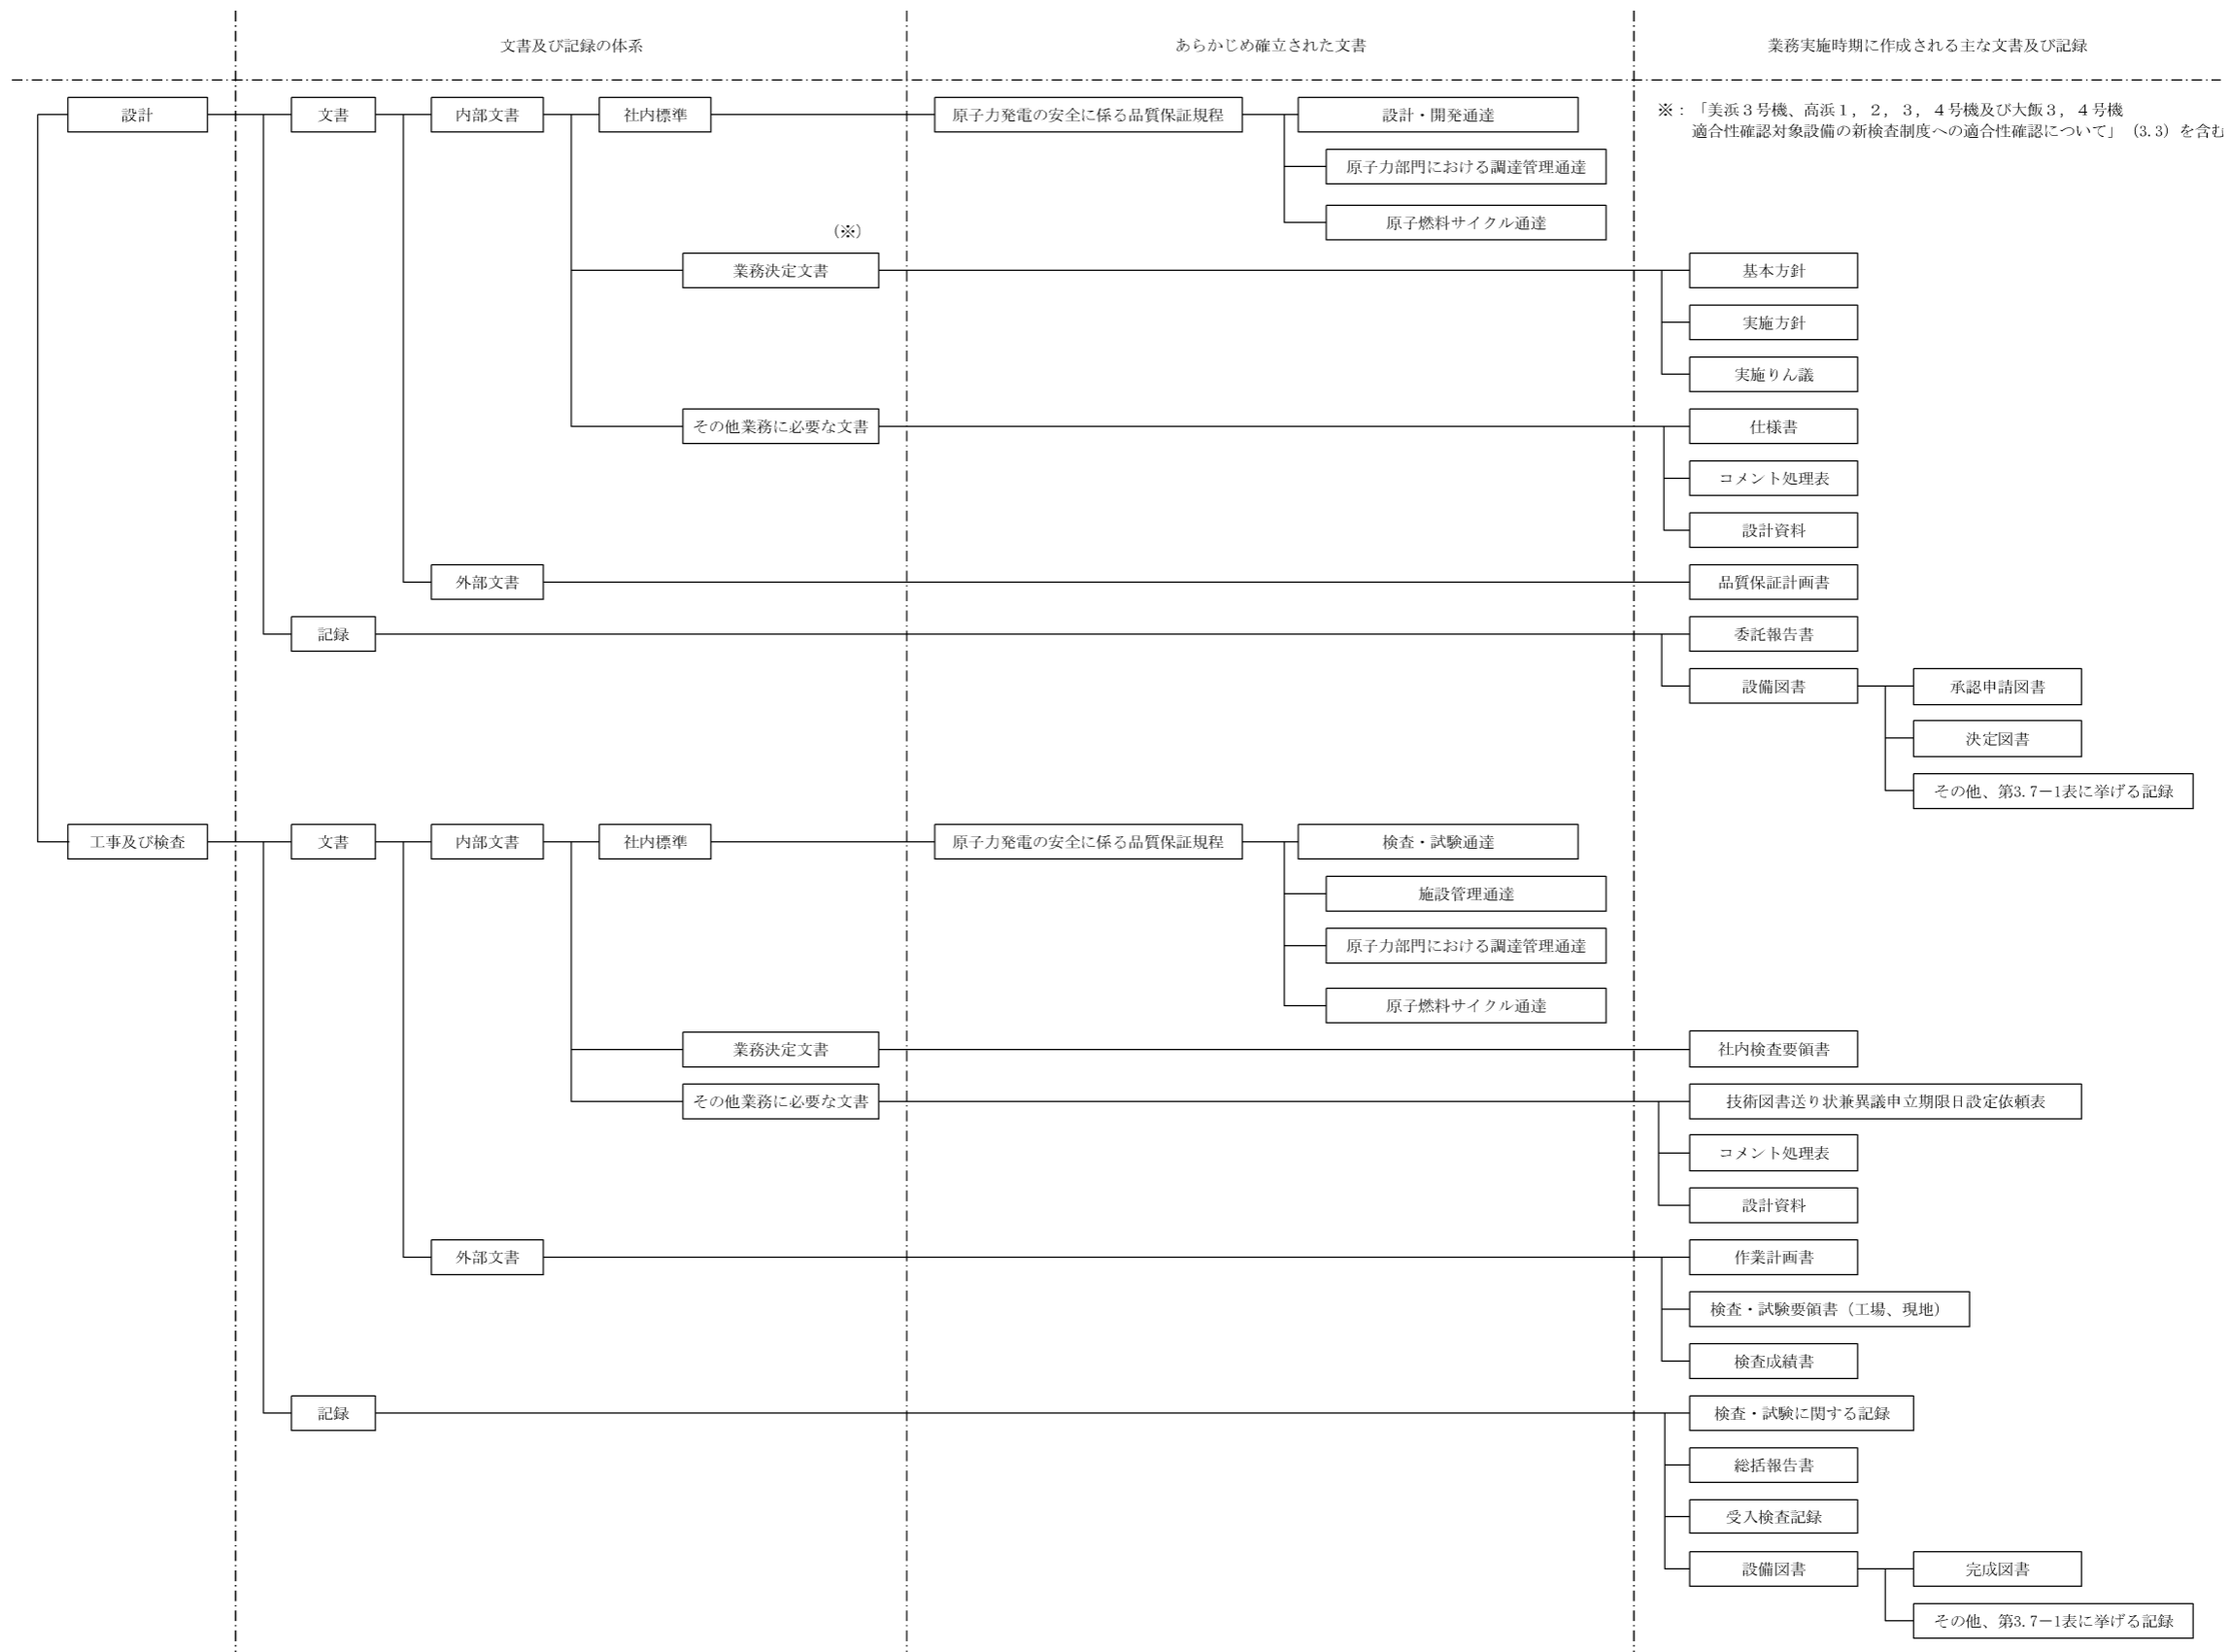 文書及び記録の体系
あらかじめ確立された文書
業務実施時期に作成される主な文書及び記録
設計
文書
内部文書
社内標準
原子力発電の安全に係る品質保証規程
設計・開発通達
※：「美浜３号機、高浜１，２，３，４号機及び大飯３，４号機
適合性確認対象設備の新検査制度への適合性確認について」（3.3）を含む
原子力部門における調達管理通達
原子燃料サイクル通達
（※）
業務決定文書
基本方針
実施方針
実施りん議
その他業務に必要な文書
仕様書
コメント処理表
設計資料
外部文書
品質保証計画書
記録
委託報告書
設備図書
承認申請図書
決定図書
その他、第3.7－1表に挙げる記録
工事及び検査
文書
内部文書
社内標準
原子力発電の安全に係る品質保証規程
検査・試験通達
施設管理通達
原子力部門における調達管理通達
原子燃料サイクル通達
業務決定文書
社内検査要領書
その他業務に必要な文書
技術図書送り状兼異議申立期限日設定依頼表
コメント処理表
設計資料
外部文書
作業計画書
検査・試験要領書（工場、現地）
検査成績書
記録
検査・試験に関する記録
総括報告書
受入検査記録
設備図書
完成図書
その他、第3.7－1表に挙げる記録